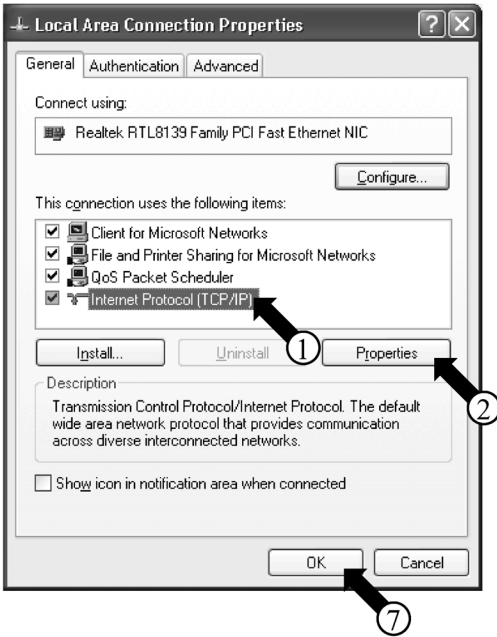 Local Area Connection Properties
General Authentication Advanced
Connect using:
Realtek RTL8139 Family PCI Fast Ethernet NIC
Configure...
This connection uses the following items:
Client for Microsoft Networks
File and Printer Sharing for Microsoft Networks
QoS Packet Scheduler
Internet Protocol (TCP/IP)
1
Install... Uninstall Properties
2
Description
Transmission Control Protocol/Internet Protocol. The default
wide area network protocol that provides communication
across diverse interconnected networks.
Show icon in notification area when connected
OK Cancel
7